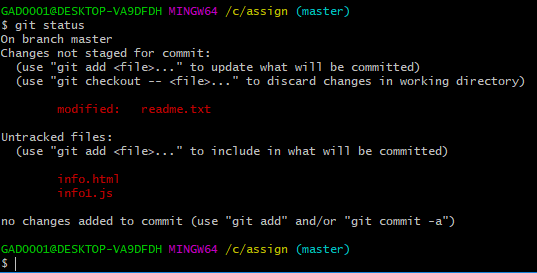 GADOOO1@DESKTOP-VA9DFDH MINGW64 /c/assign (master)
$ git status
On branch master
Changes not staged for commit:
  (use "git add <file>..." to update what will be committed)
  (use "git checkout -- <file>..." to discard changes in working directory)

        modified:   readme.txt

Untracked files:
  (use "git add <file>..." to include in what will be committed)

        info.html
        info1.js

no changes added to commit (use "git add" and/or "git commit -a")

GADOOO1@DESKTOP-VA9DFDH MINGW64 /c/assign (master)
$